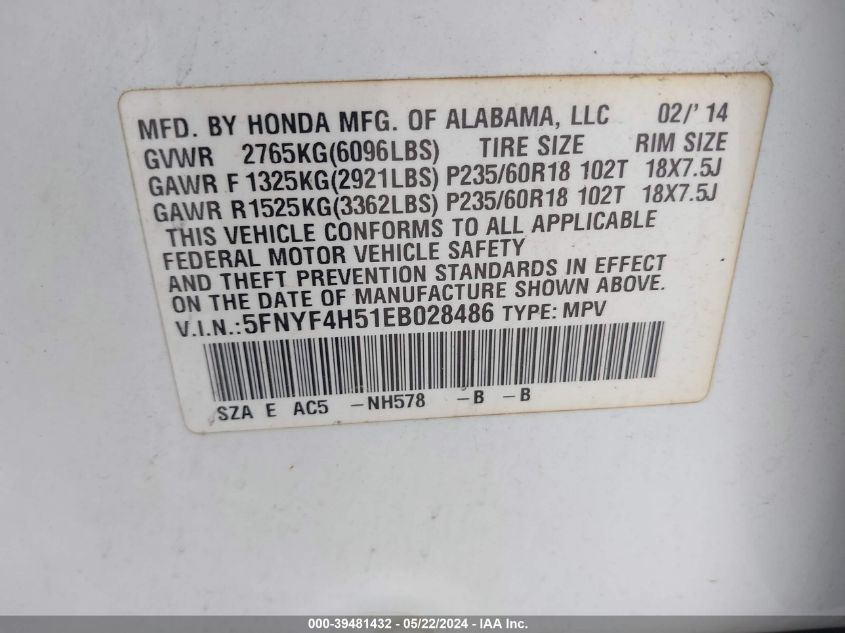 MFD. BY HONDA MFG. OF ALABAMA, LLC 02/' 14
GVWR 2765KG(6096LBS) TIRE SIZE RIM SIZE
GAWR F 1325KG(2921LBS) P235/60R18 102T 18X7.5J
GAWR R1525KG(3362LBS) P235/60R18 102T 18X7.5J
THIS VEHICLE CONFORMS TO ALL APPLICABLE
FEDERAL MOTOR VEHICLE SAFETY
AND THEFT PREVENTION STANDARDS IN EFFECT
ON THE DATE OF MANUFACTURE SHOWN ABOVE.
V.I.N.:5FNYF4H51EB028486 TYPE: MPV
SZA E AC5 -NH578 -B -B
000-39481432 - 05/22/2024 - IAA Inc.